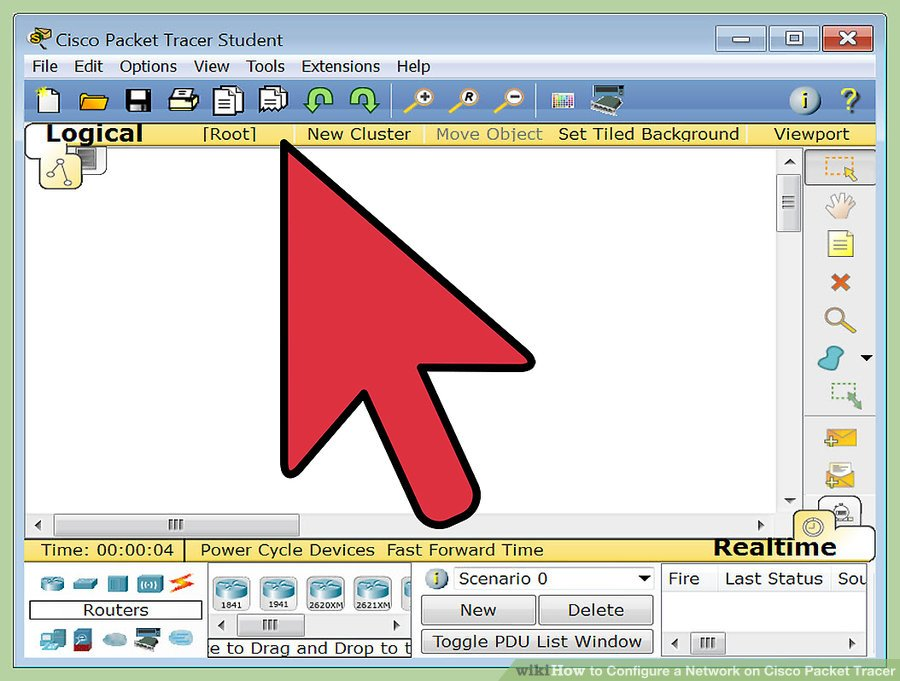 Cisco Packet Tracer Student
File Edit Options View Tools Extensions Help
R i ?
Logical [Root] New Cluster Move Object Set Tiled Background Viewport
Time: 00:00:04 Power Cycle Devices Fast Forward Time Realtime
i Scenario 0 Fire Last Status Sou
1841 1941 2620XM 2621XM
Routers New Delete
e to Drag and Drop to t Toggle PDU List Window
wikiHow to Configure a Network on Cisco Packet Tracer